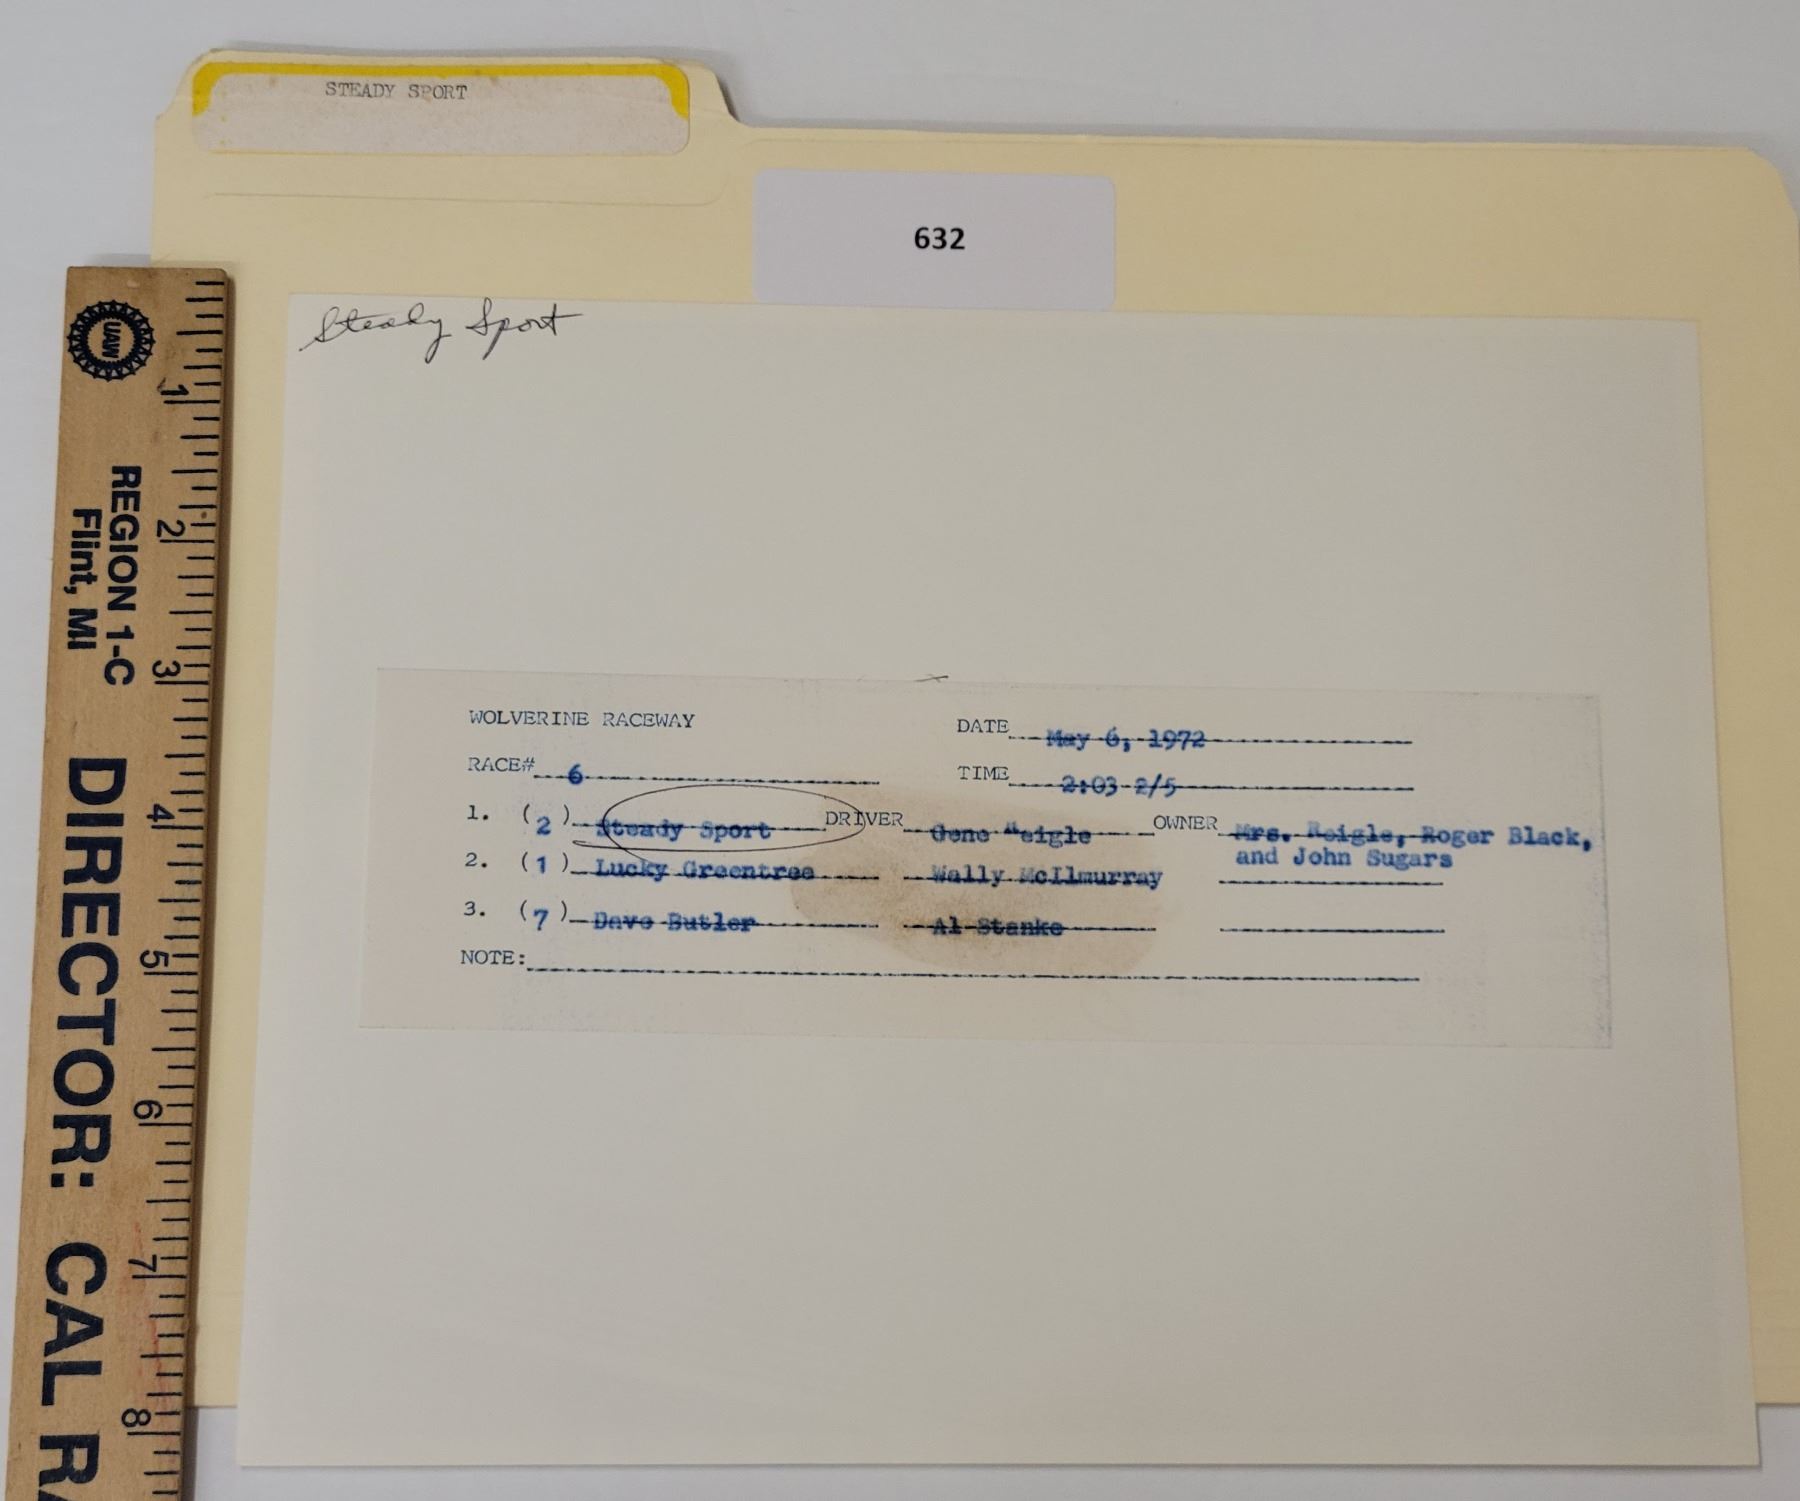 STEADY SPORT
632
Steady Sport
WOLVERINE RACEWAY DATE May 6, 1972
RACE# 6 TIME 2:03 2/5
1. (2) Steady Sport DRIVER Gene Reigle OWNER Mrs. Reigle, Roger Black,
and John Sugars
2. (1) Lucky Greentree Wally McIlmurray
3. (7) Dave Butler Al Stanke
NOTE:
UAW
REGION 1-C
Flint, MI
DIRECTOR: CAL R
1
2
3
4
5
6
7
8